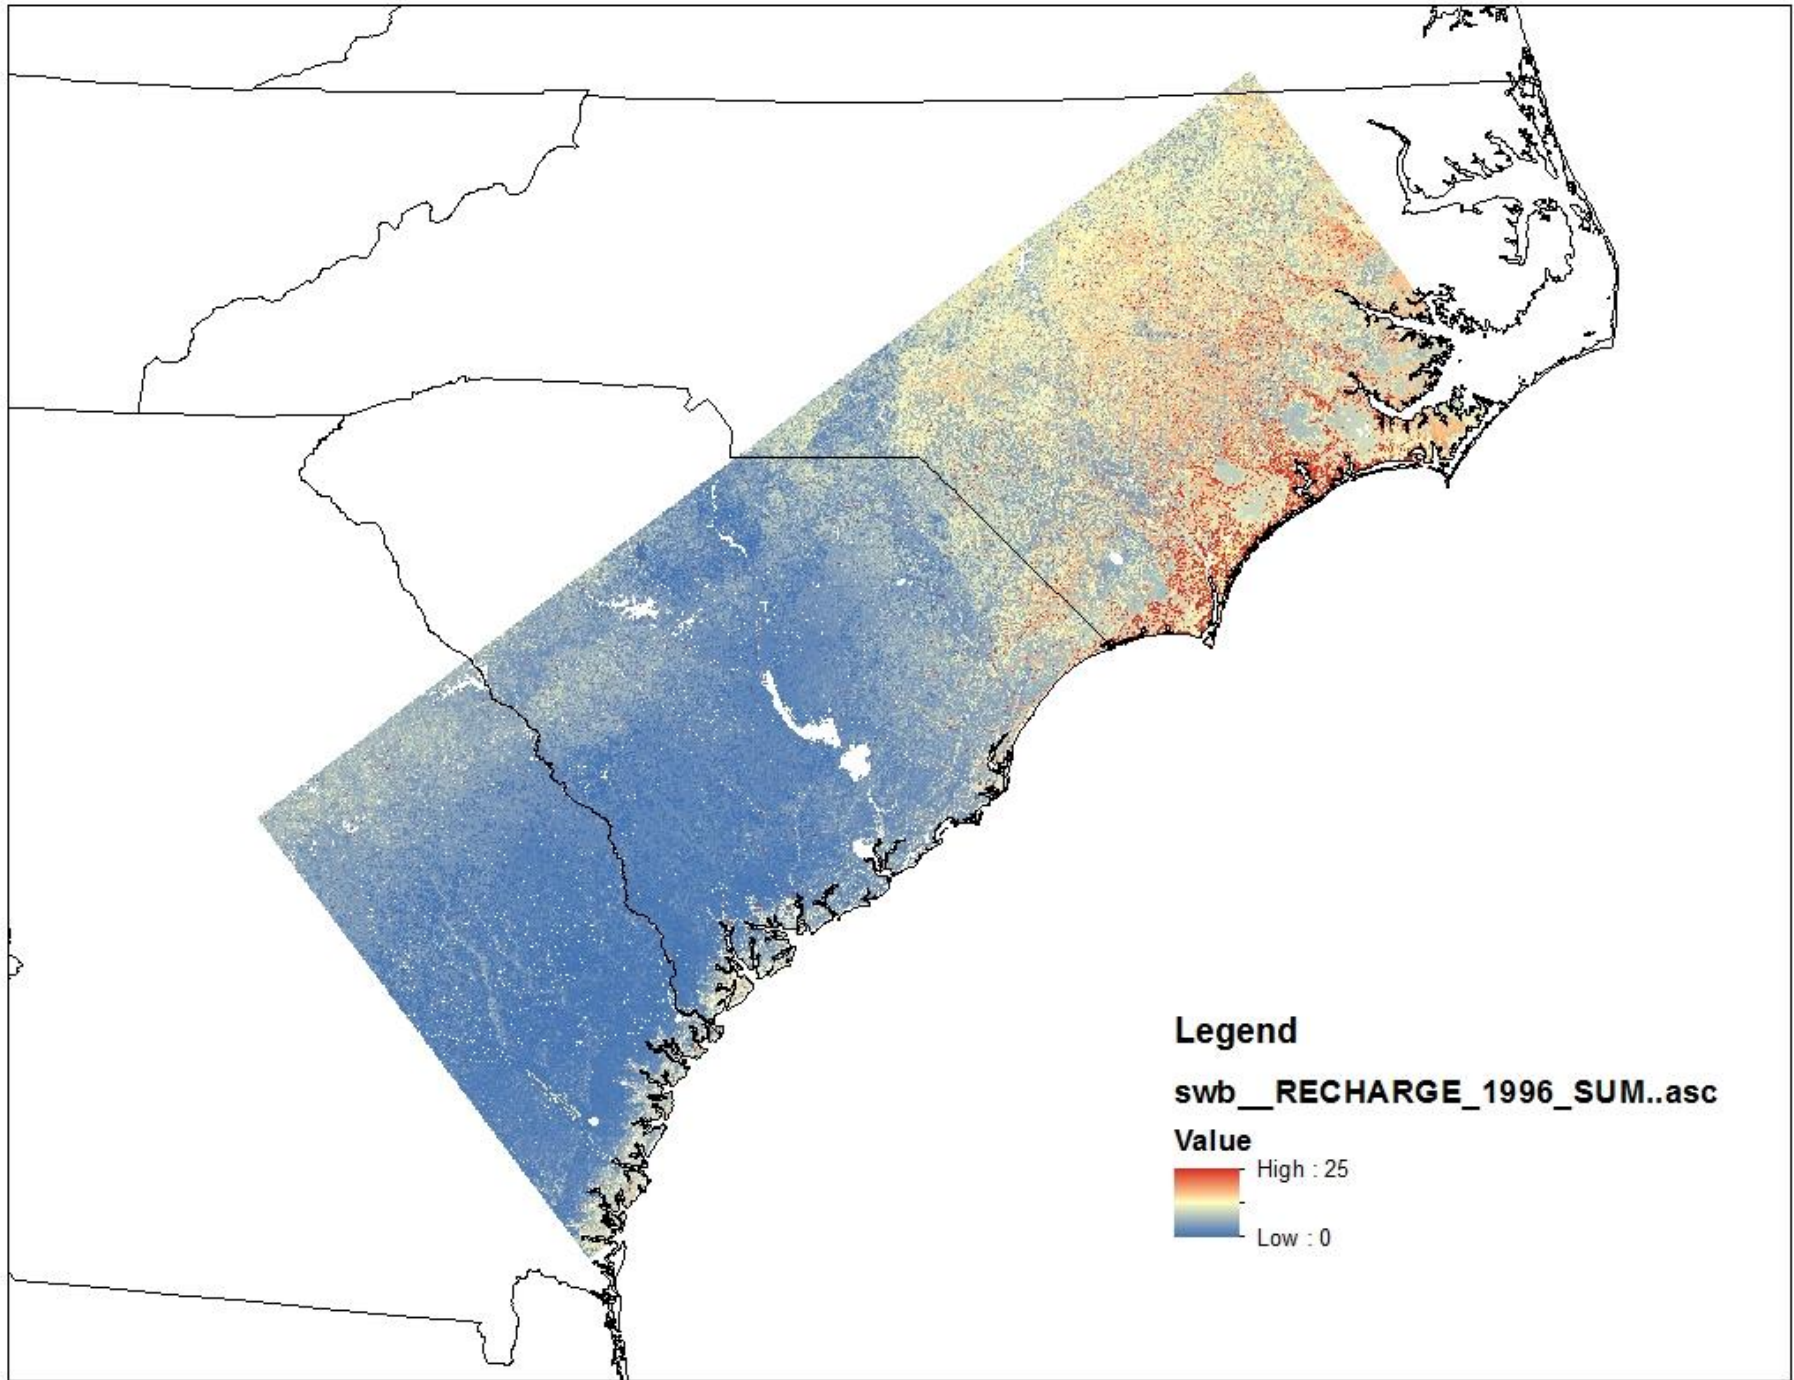 Legend
swb__RECHARGE_1996_SUM..asc
Value
High : 25
Low : 0